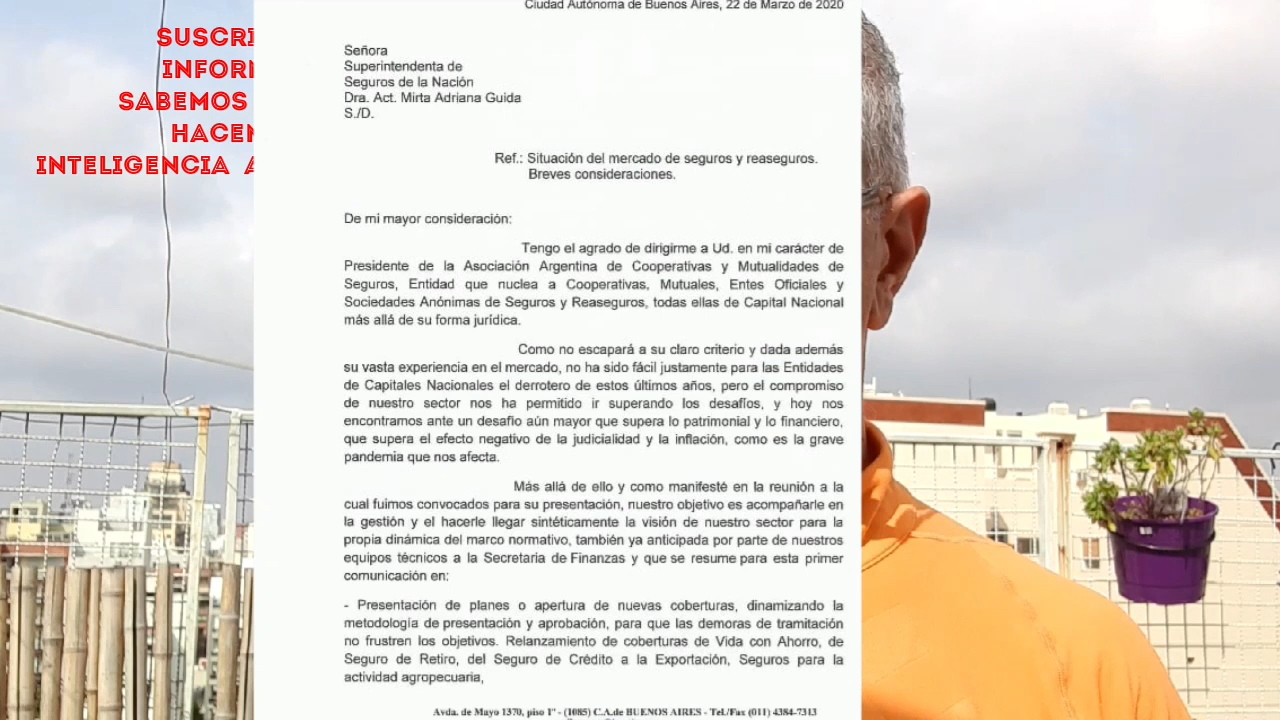 SUSCRI
INFORM
SABEMOS
HACEN
INTELIGENCIA A
Ciudad Autónoma de Buenos Aires, 22 de Marzo de 2020
Señora
Superintendenta de
Seguros de la Nación
Dra. Act. Mirta Adriana Guida
S./D.
Ref.: Situación del mercado de seguros y reaseguros.
Breves consideraciones.
De mi mayor consideración:
Tengo el agrado de dirigirme a Ud. en mi carácter de
Presidente de la Asociación Argentina de Cooperativas y Mutualidades de
Seguros, Entidad que nuclea a Cooperativas, Mutuales, Entes Oficiales y
Sociedades Anónimas de Seguros y Reaseguros, todas ellas de Capital Nacional
más allá de su forma jurídica.
Como no escapará a su claro criterio y dada además
su vasta experiencia en el mercado, no ha sido fácil justamente para las Entidades
de Capitales Nacionales el derrotero de estos últimos años, pero el compromiso
de nuestro sector nos ha permitido ir superando los desafíos, y hoy nos
encontramos ante un desafío aún mayor que supera lo patrimonial y lo financiero,
que supera el efecto negativo de la judicialidad y la inflación, como es la grave
pandemia que nos afecta.
Más allá de ello y como manifesté en la reunión a la
cual fuimos convocados para su presentación, nuestro objetivo es acompañarle en
la gestión y el hacerle llegar sintéticamente la visión de nuestro sector para la
propia dinámica del marco normativo, también ya anticipada por parte de nuestros
equipos técnicos a la Secretaria de Finanzas y que se resume para esta primer
comunicación en:
- Presentación de planes o apertura de nuevas coberturas, dinamizando la
metodología de presentación y aprobación, para que las demoras de tramitación
no frustren los objetivos. Relanzamiento de coberturas de Vida con Ahorro, de
Seguro de Retiro, del Seguro de Crédito a la Exportación, Seguros para la
actividad agropecuaria,
Avda. de Mayo 1370, piso 1º - (1085) C.A.de BUENOS AIRES - Tel./Fax (011) 4384-7313